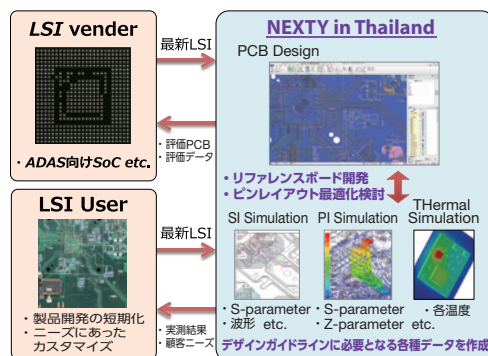 LSI vender
・ADAS向けSoC etc.
最新LSI
・評価PCB
・評価データ
LSI User
・製品開発の短期化
・ニーズにあった
カスタマイズ
最新LSI
・実測結果
・顧客ニーズ
NEXTY in Thailand
PCB Design
・リファレンスボード開発
・ピンレイアウト最適化検討
SI Simulation
・S-parameter
・波形 etc.
PI Simulation
・S-parameter
・Z-parameter etc.
THermal
Simulation
・各温度
デザインガイドラインに必要となる各種データを作成